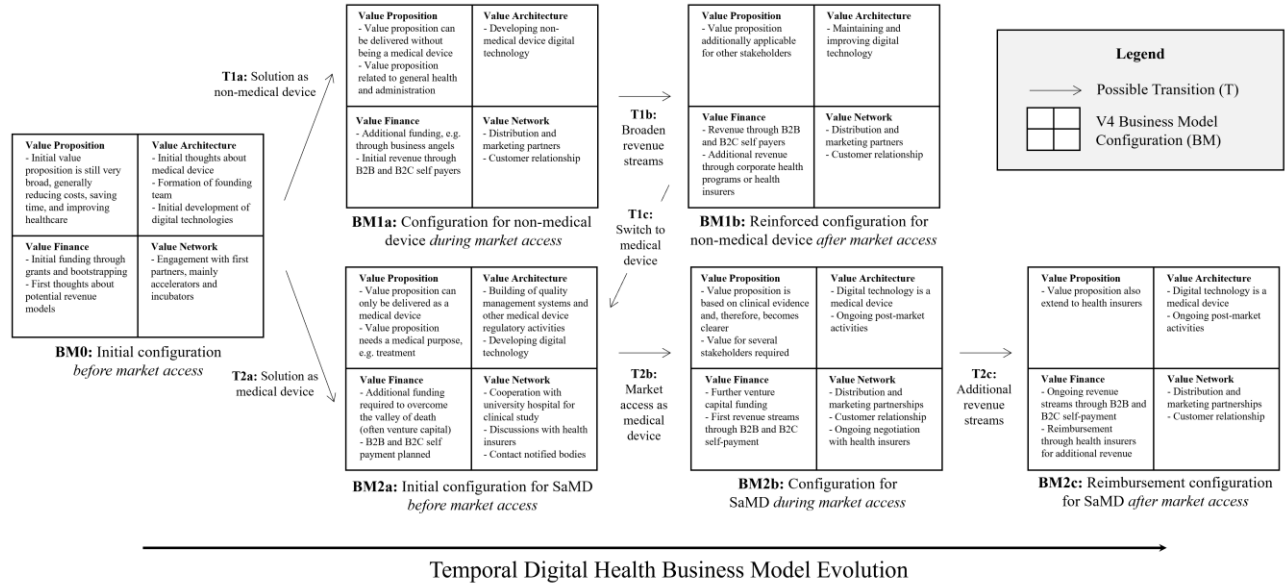 Value Proposition
- Value proposition can
be delivered without
being a medical device
- Value proposition
related to general health
and administration
Value Architecture
- Developing non-
medical device digital
technology
Value Finance
- Additional funding, e.g.
through business angels
- Initial revenue through
B2B and B2C self payers
Value Network
- Distribution and
marketing partners
- Customer relationship
BM1a: Configuration for non-medical
device during market access
T1a: Solution as
non-medical device
T1b:
Broaden
revenue
streams
Value Proposition
- Value proposition
additionally applicable
for other stakeholders
Value Architecture
- Maintaining and
improving digital
technology
Value Finance
- Revenue through B2B
and B2C self payers
- Additional revenue
through corporate health
programs or health
insurers
Value Network
- Distribution and
marketing partners
- Customer relationship
BM1b: Reinforced configuration for
non-medical device after market access
Legend
Possible Transition (T)
V4 Business Model
Configuration (BM)
Value Proposition
- Initial value
proposition is still very
broad, generally
reducing costs, saving
time, and improving
healthcare
Value Architecture
- Initial thoughts about
medical device
- Formation of founding
team
- Initial development of
digital technologies
Value Finance
- Initial funding through
grants and bootstrapping
- First thoughts about
potential revenue
models
Value Network
- Engagement with first
partners, mainly
accelerators and
incubators
BM0: Initial configuration
before market access
T1c:
Switch to
medical
device
T2a: Solution as
medical device
Value Proposition
- Value proposition can
only be delivered as a
medical device
- Value proposition
needs a medical purpose,
e.g. treatment
Value Architecture
- Building of quality
management systems and
other medical device
regulatory activities
- Developing digital
technology
Value Finance
- Additional funding
required to overcome
the valley of death
(often venture capital)
- B2B and B2C self
payment planned
Value Network
- Cooperation with
university hospital for
clinical study
- Discussions with health
insurers
- Contact notified bodies
BM2a: Initial configuration for SaMD
before market access
T2b:
Market
access as
medical
device
Value Proposition
- Value proposition is
based on clinical evidence
and, therefore, becomes
clearer
- Value for several
stakeholders required
Value Architecture
- Digital technology is a
medical device
- Ongoing post-market
activities
Value Finance
- Further venture
capital funding
- First revenue streams
through B2B and B2C
self-payment
Value Network
- Distribution and
marketing partnerships
- Customer relationship
- Ongoing negotiation
with health insurers
BM2b: Configuration for
SaMD during market access
T2c:
Additional
revenue
streams
Value Proposition
- Value proposition also
extend to health insurers
Value Architecture
- Digital technology is a
medical device
- Ongoing post-market
activities
Value Finance
- Ongoing revenue
streams through B2B and
B2C self-payment
- Reimbursement
through health insurers
for additional revenue
Value Network
- Distribution and
marketing partnerships
- Customer relationship
BM2c: Reimbursement configuration
for SaMD after market access
Temporal Digital Health Business Model Evolution